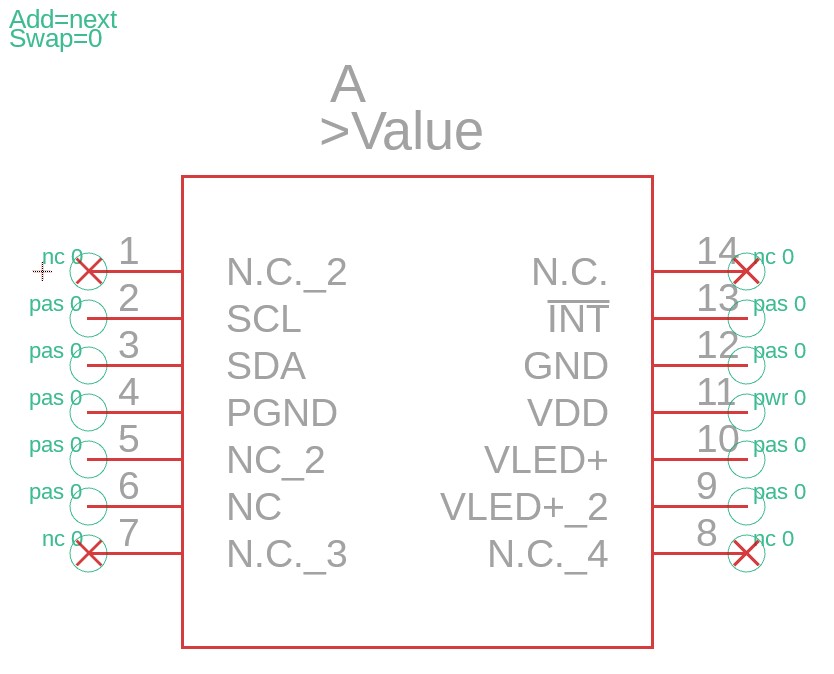 Add=next
Swap=0
A
>Value
nc 0 1 N.C._2 N.C. 14 nc 0
pas 0 2 SCL INT 13 pas 0
pas 0 3 SDA GND 12 pas 0
pas 0 4 PGND VDD 11 pwr 0
pas 0 5 NC_2 VLED+ 10 pas 0
pas 0 6 NC VLED+_2 9 pas 0
nc 0 7 N.C._3 N.C._4 8 nc 0